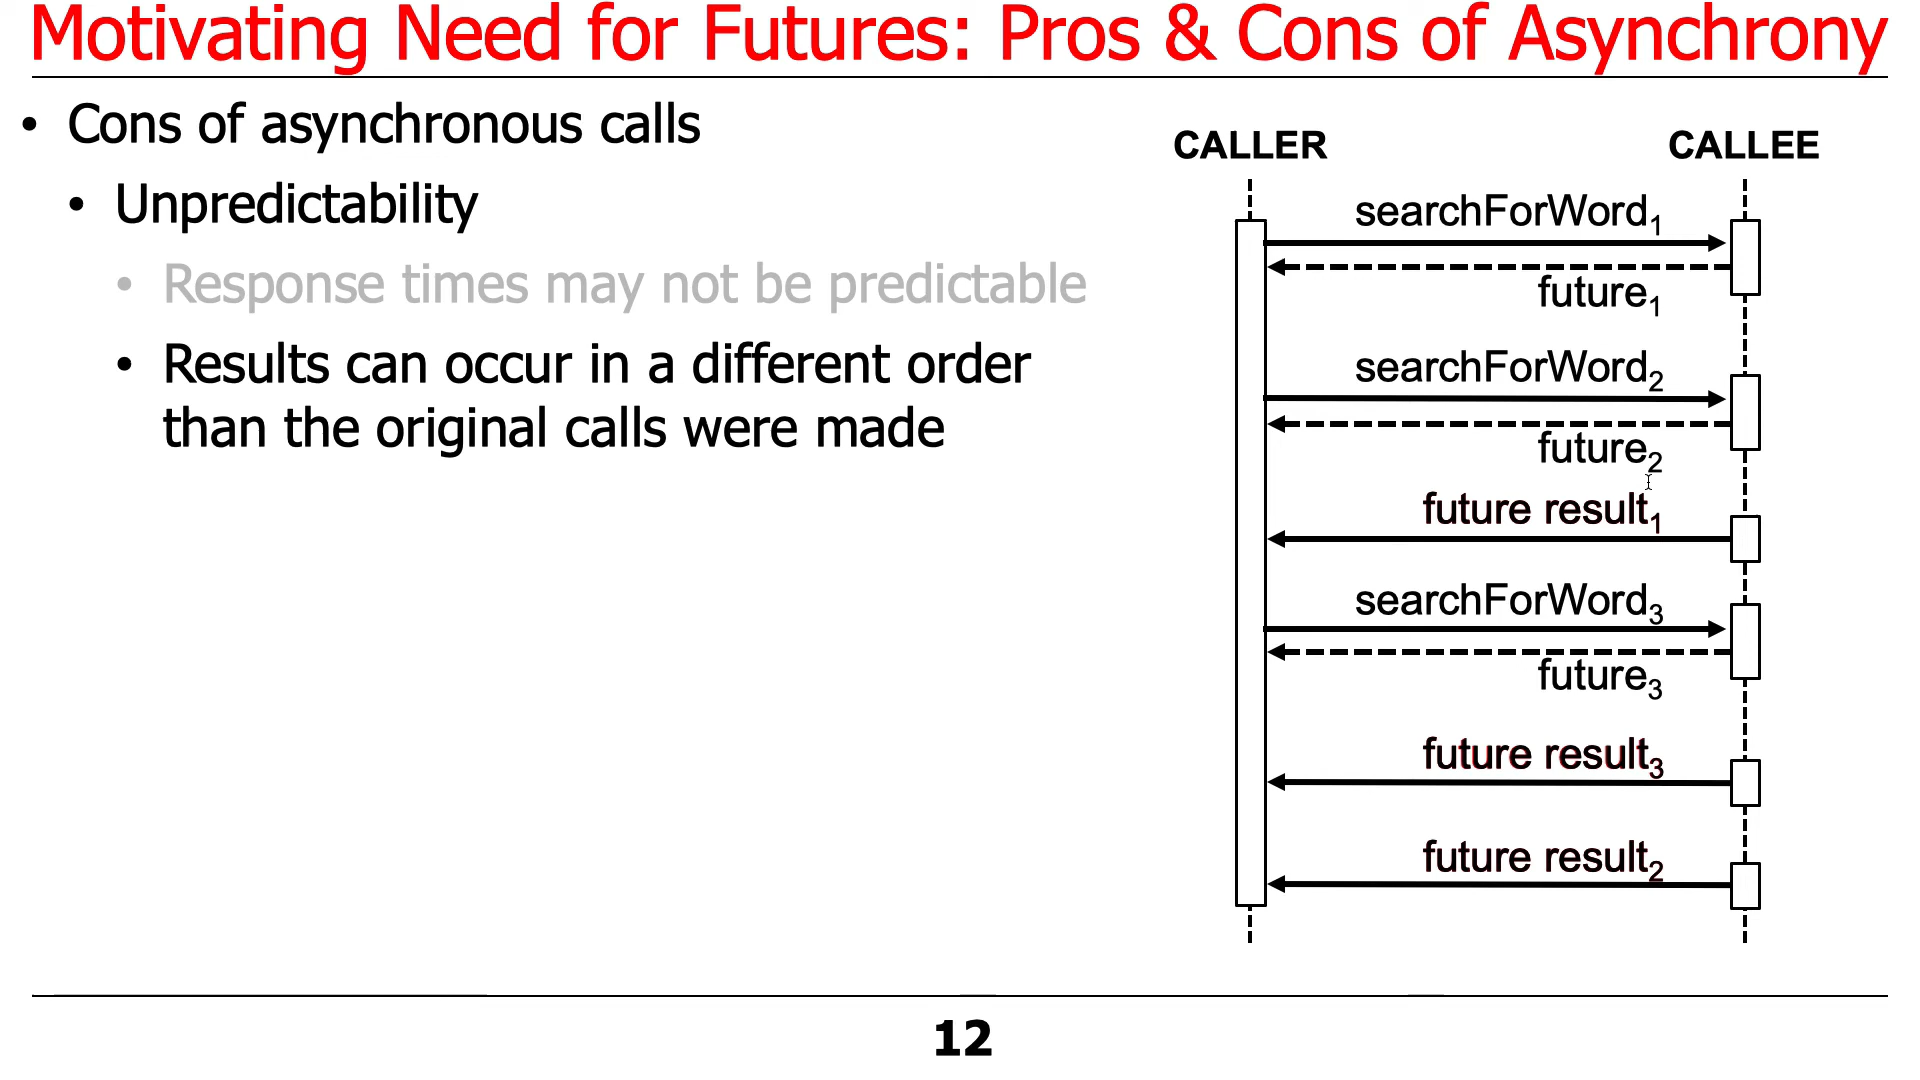 Motivating Need for Futures: Pros & Cons of Asynchrony
• Cons of asynchronous calls
• Unpredictability
• Response times may not be predictable
• Results can occur in a different order
than the original calls were made
CALLER
CALLEE
searchForWord₁
future₁
searchForWord₂
future₂
future result₁
searchForWord₃
future₃
future result₃
future result₂
12